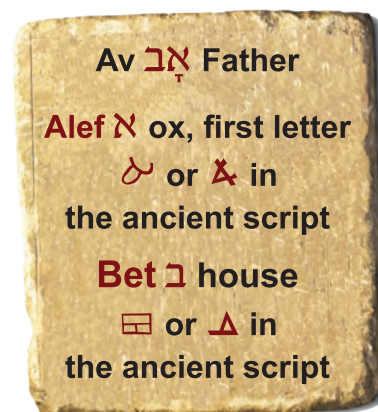 Av אָב Father
Alef א ox, first letter
or in
the ancient script
Bet ב house
or in
the ancient script